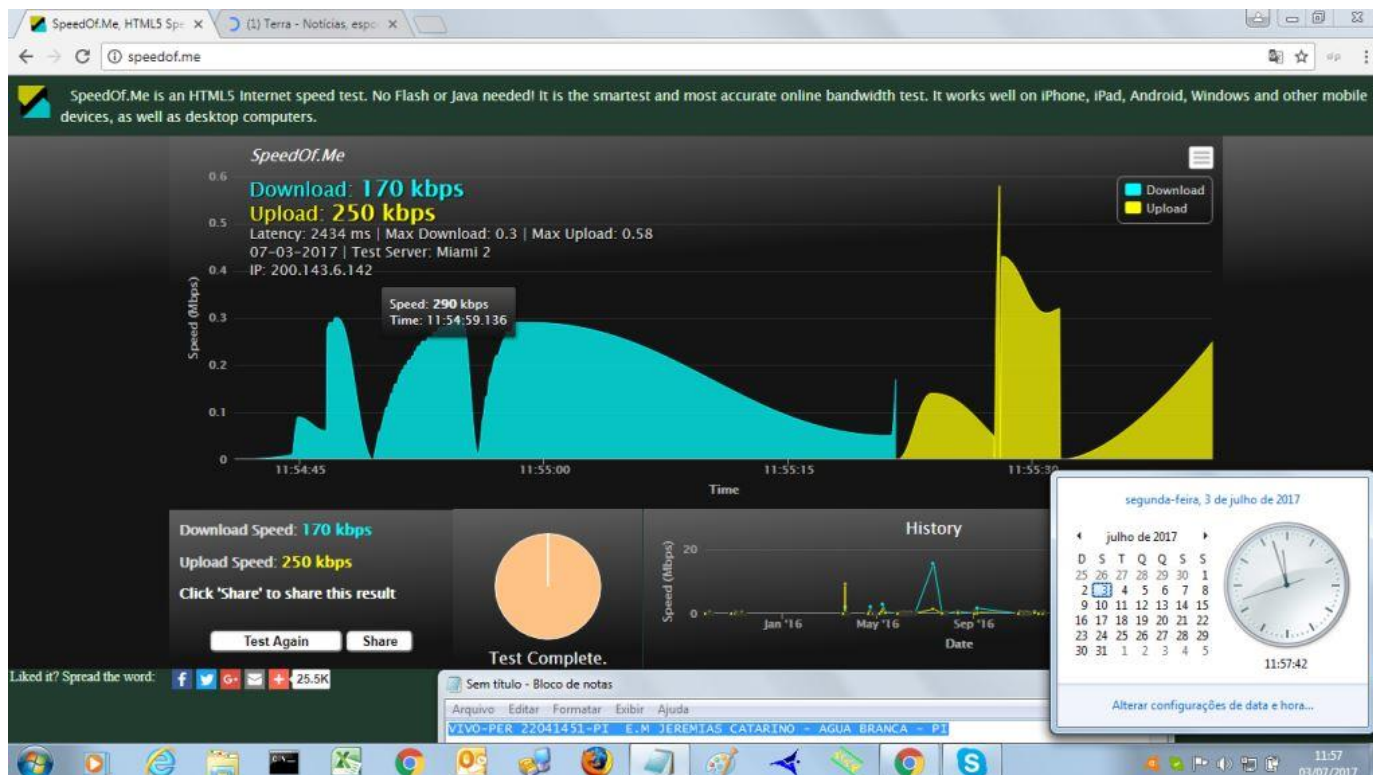 SpeedOf.Me, HTML5 Spe
(1) Terra - Notícias, espo
speedof.me
SpeedOf.Me is an HTML5 Internet speed test. No Flash or Java needed! It is the smartest and most accurate online bandwidth test. It works well on iPhone, iPad, Android, Windows and other mobile
devices, as well as desktop computers.
SpeedOf.Me
Download: 170 kbps
Upload: 250 kbps
Latency: 2434 ms | Max Download: 0.3 | Max Upload: 0.58
07-03-2017 | Test Server: Miami 2
IP: 200.143.6.142
Download
Upload
Speed: 290 kbps
Time: 11:54:59.136
Speed (Mbps)
0.6
0.5
0.4
0.3
0.2
0.1
0
11:54:45 11:55:00 11:55:15 11:55:30
Time
Download Speed: 170 kbps
Upload Speed: 250 kbps
Click 'Share' to share this result
Test Again Share
Test Complete.
History
Speed (Mbps)
20
0
Jan '16 May '16 Sep '16
Date
segunda-feira, 3 de julho de 2017
julho de 2017
D S T Q Q S S
25 26 27 28 29 30 1
2 3 4 5 6 7 8
9 10 11 12 13 14 15
16 17 18 19 20 21 22
23 24 25 26 27 28 29
30 31 1 2 3 4 5
11:57:42
Alterar configurações de data e hora...
Liked it? Spread the word:
25.5K
Sem título - Bloco de notas
Arquivo Editar Formatar Exibir Ajuda
VIVO-PER 22041451-PI E.M JEREMIAS CATARINO - AGUA BRANCA - PI
11:57
03/07/2017